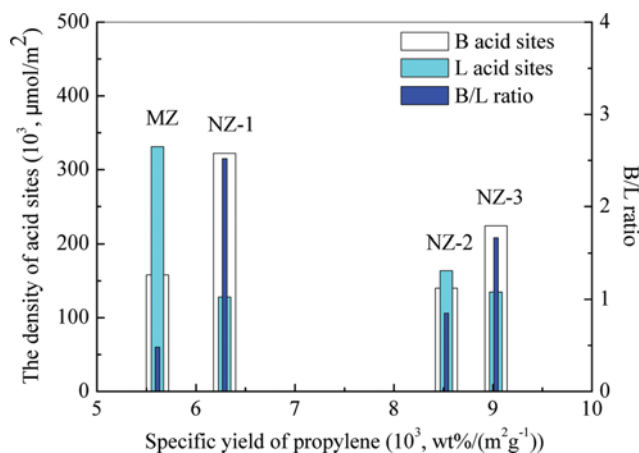 500
4
B acid sites
L acid sites
B/L ratio
400
3
MZ
NZ-1
300
NZ-3
2
200
NZ-2
100
1
0
0
5
6
7
8
9
10
The density of acid sites (10³, μmol/m²)
B/L ratio
Specific yield of propylene (10³, wt%/(m²g⁻¹))